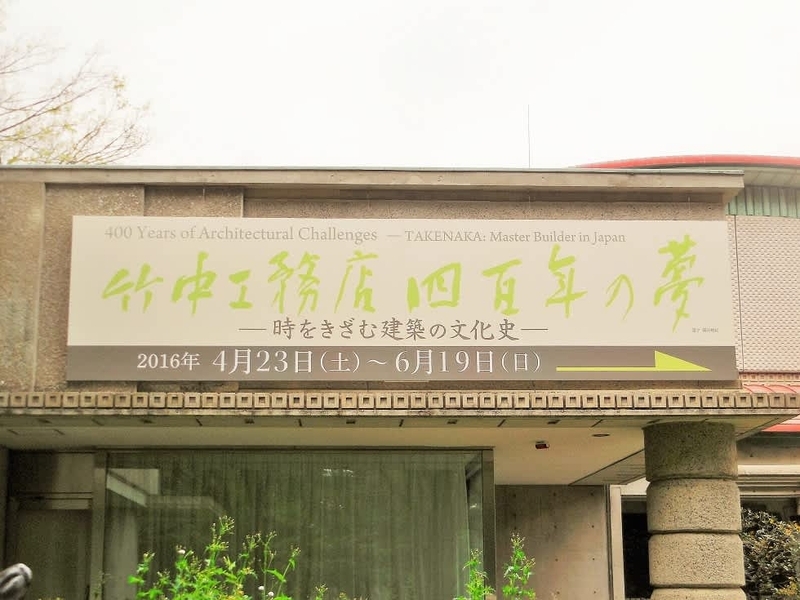 400 Years of Architectural Challenges — TAKENAKA: Master Builder in Japan
竹中工務店 四百年の夢
—時をきざむ建築の文化史—
2016年 4月23日(土)〜6月19日(日)